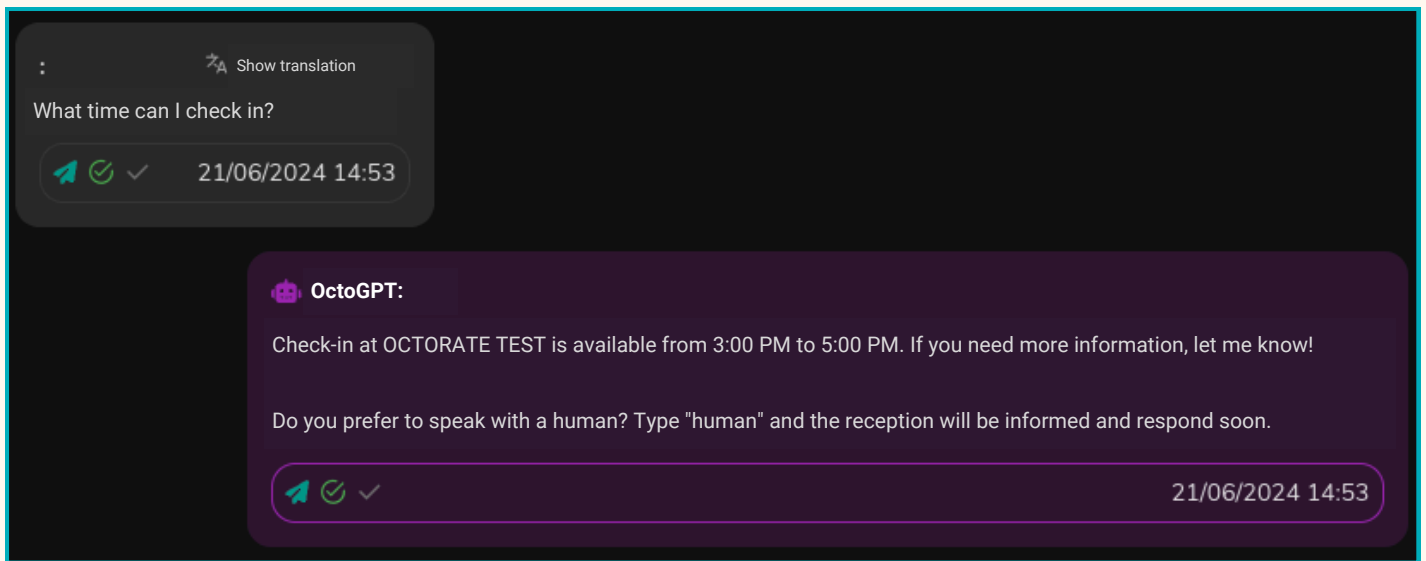 :
Show translation
What time can I check in?
21/06/2024 14:53
OctoGPT:
Check-in at OCTORATE TEST is available from 3:00 PM to 5:00 PM. If you need more information, let me know!
Do you prefer to speak with a human? Type "human" and the reception will be informed and respond soon.
21/06/2024 14:53